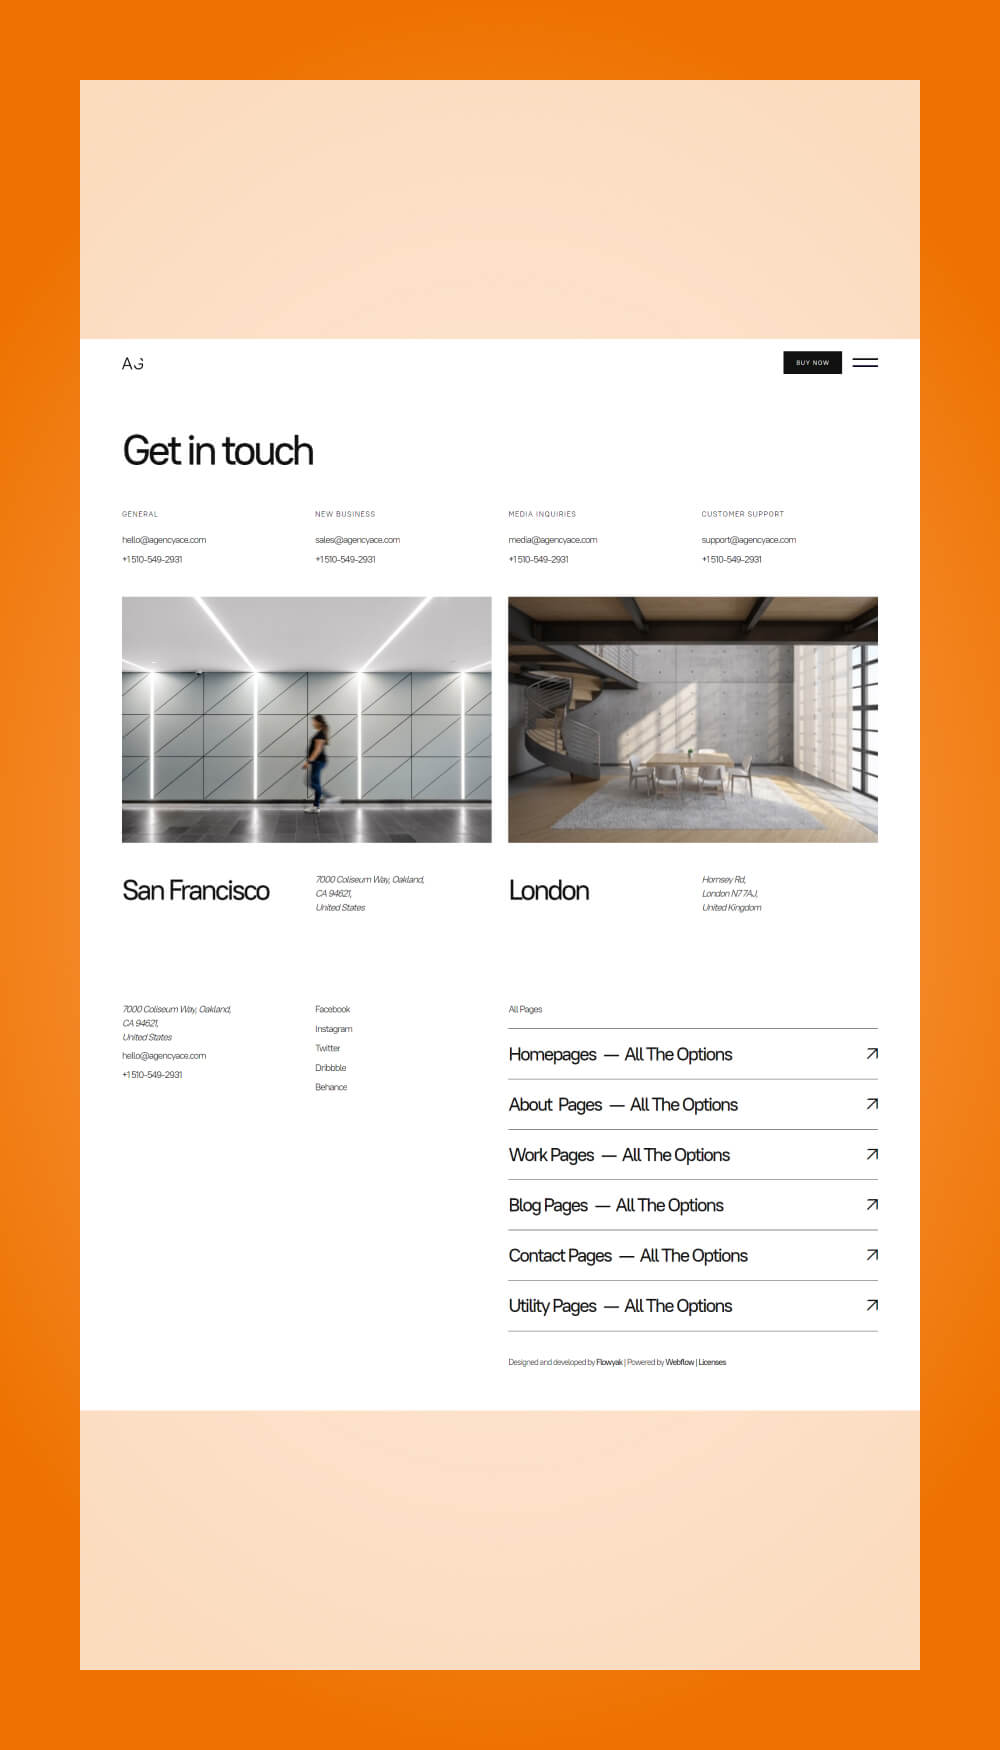 AG
BUY NOW
Get in touch
GENERAL
hello@agencyace.com
+1 510-549-2931
NEW BUSINESS
sales@agencyace.com
+1 510-549-2931
MEDIA INQUIRIES
media@agencyace.com
+1 510-549-2931
CUSTOMER SUPPORT
support@agencyace.com
+1 510-549-2931
San Francisco
7000 Coliseum Way, Oakland,
CA 94621,
United States
London
Hornsey Rd,
London N7 7AJ,
United Kingdom
7000 Coliseum Way, Oakland,
CA 94621,
United States
hello@agencyace.com
+1 510-549-2931
Facebook
Instagram
Twitter
Dribbble
Behance
All Pages
Homepages — All The Options
About Pages — All The Options
Work Pages — All The Options
Blog Pages — All The Options
Contact Pages — All The Options
Utility Pages — All The Options
Designed and developed by Flowyak | Powered by Webflow | Licenses